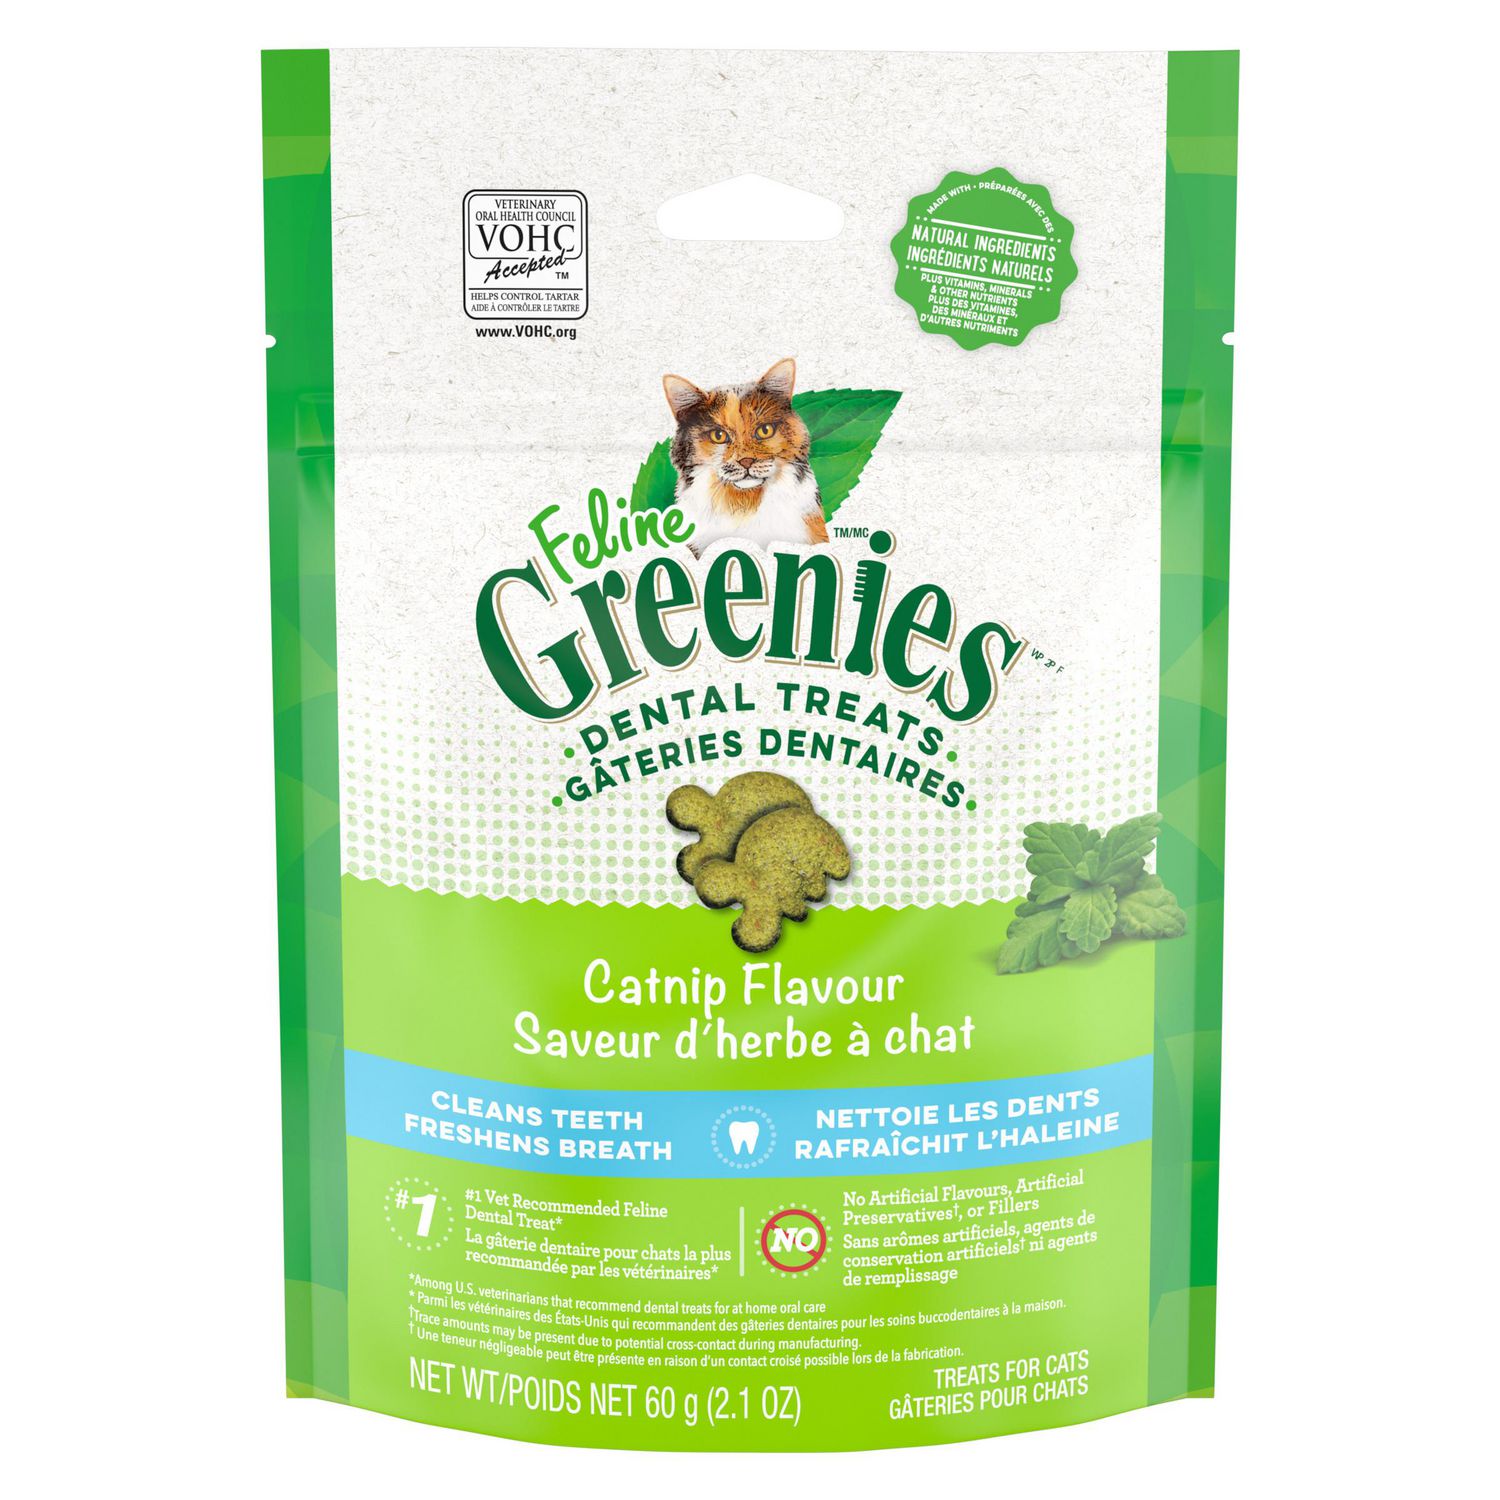 VETERINARY
ORAL HEALTH COUNCIL
VOHC
Accepted™
HELPS CONTROL TARTAR
AIDE À CONTRÔLER LE TARTRE
www.VOHC.org
MADE WITH • PRÉPARÉES AVEC DES
NATURAL INGREDIENTS
INGRÉDIENTS NATURELS
PLUS VITAMINS, MINERALS
& OTHER NUTRIENTS
PLUS DES VITAMINES,
DES MINÉRAUX ET
D'AUTRES NUTRIMENTS
Feline
TM/MC
Greenies
WP 2P F
DENTAL TREATS
GÂTERIES DENTAIRES
Catnip Flavour
Saveur d'herbe à chat
CLEANS TEETH
FRESHENS BREATH
NETTOIE LES DENTS
RAFRAÎCHIT L'HALEINE
#1
#1 Vet Recommended Feline
Dental Treat*
La gâterie dentaire pour chats la plus
recommandée par les vétérinaires*
NO
No Artificial Flavours, Artificial
Preservatives†, or Fillers
Sans arômes artificiels, agents de
conservation artificiels† ni agents
de remplissage
*Among U.S. veterinarians that recommend dental treats for at home oral care
* Parmi les vétérinaires des États-Unis qui recommandent des gâteries dentaires pour les soins buccodentaires à la maison.
†Trace amounts may be present due to potential cross-contact during manufacturing.
† Une teneur négligeable peut être présente en raison d'un contact croisé possible lors de la fabrication.
NET WT/POIDS NET 60 g (2.1 OZ)
TREATS FOR CATS
GÂTERIES POUR CHATS